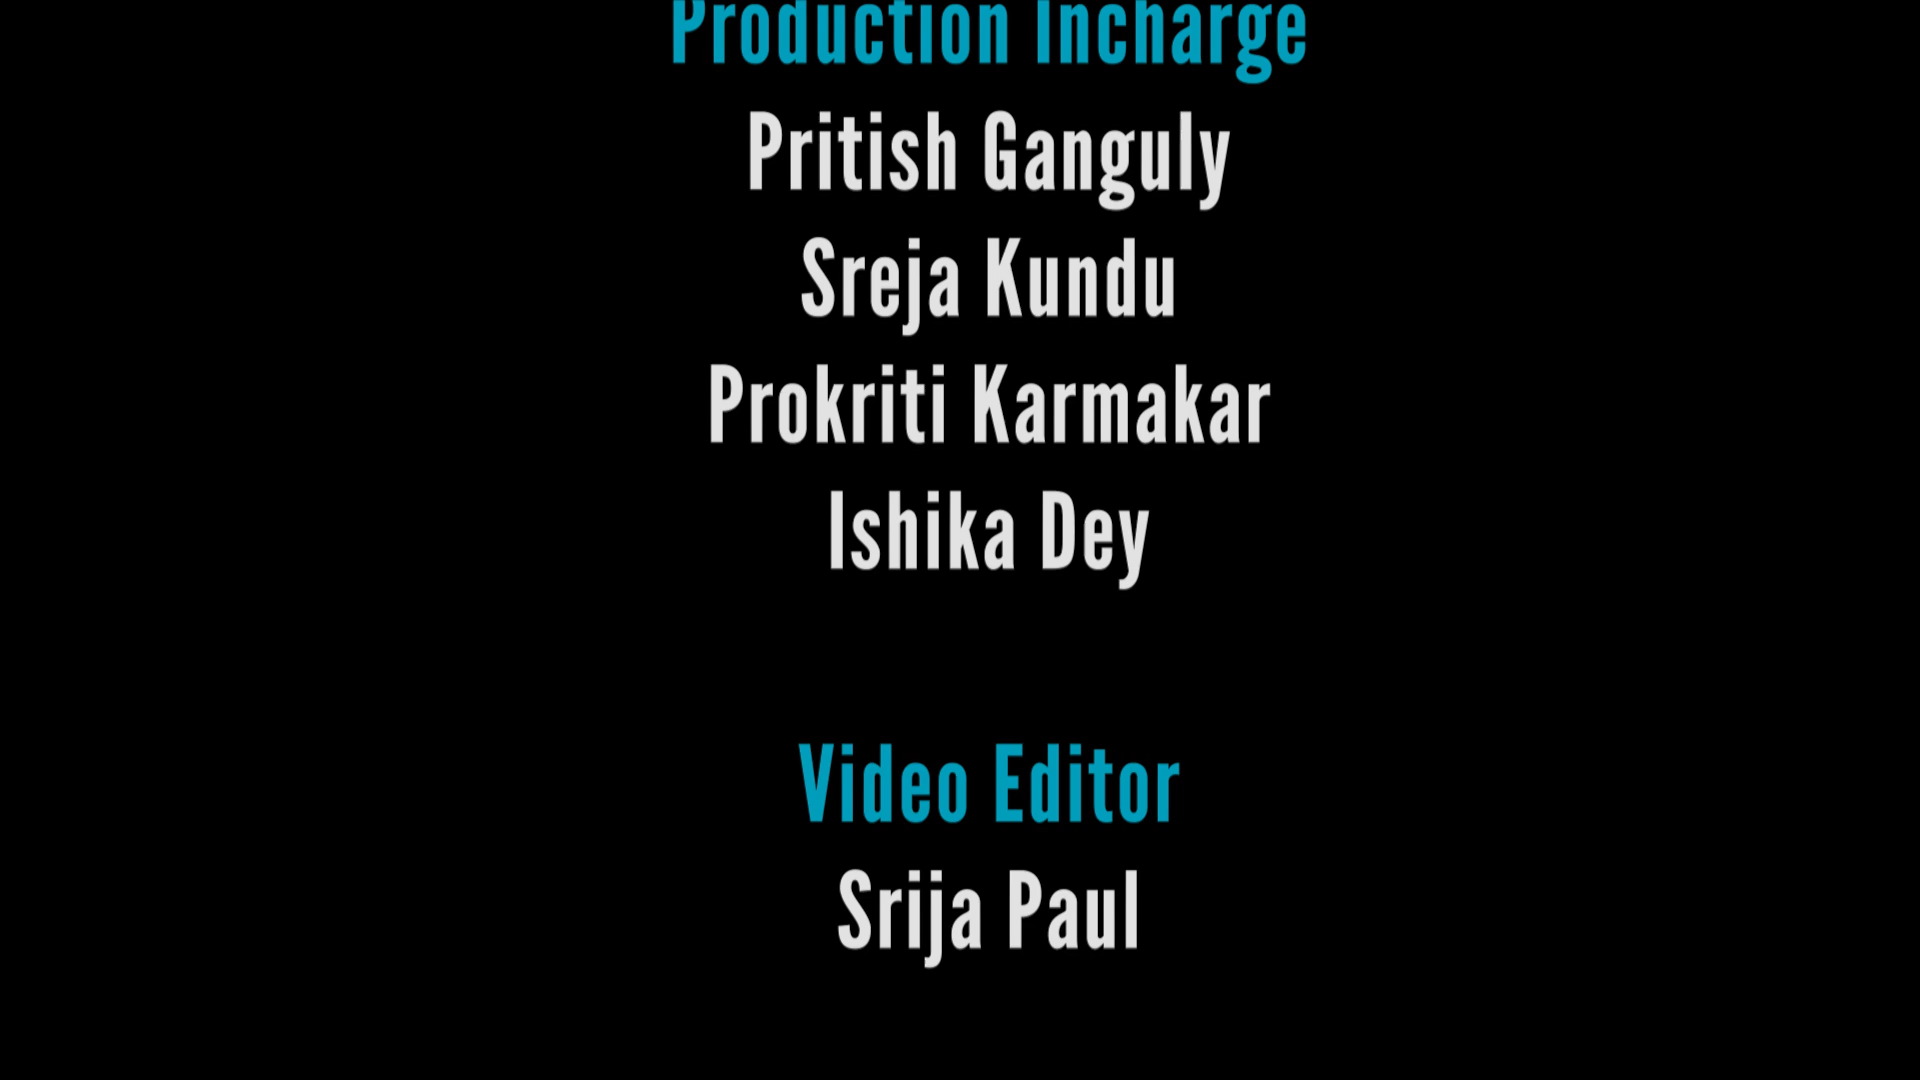 Production Incharge
Pritish Ganguly
Sreja Kundu
Prokriti Karmakar
Ishika Dey
Video Editor
Srija Paul